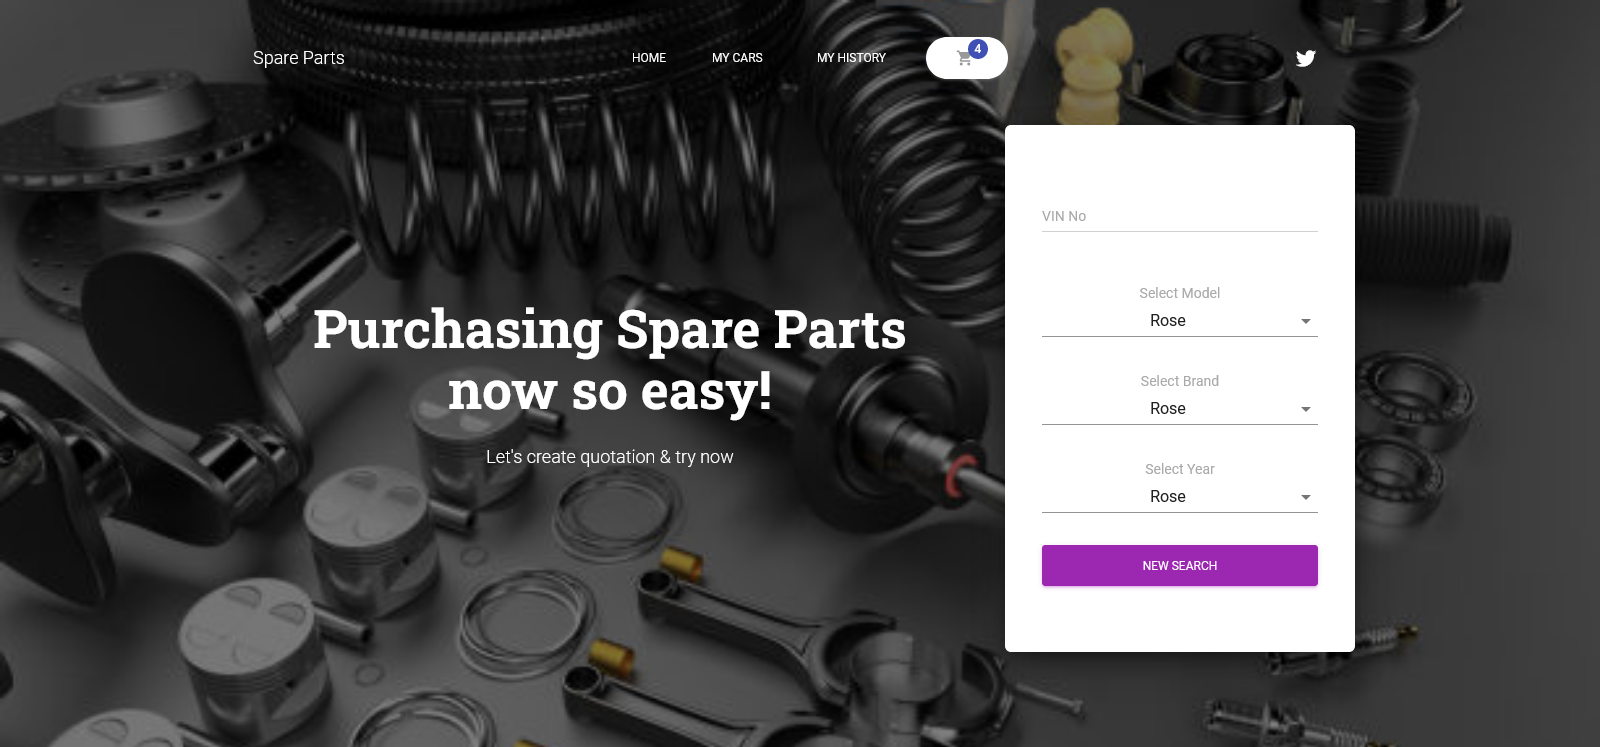 Spare Parts
HOME
MY CARS
MY HISTORY
4
Purchasing Spare Parts
now so easy!
Let's create quotation & try now
VIN No
Select Model
Rose
Select Brand
Rose
Select Year
Rose
NEW SEARCH